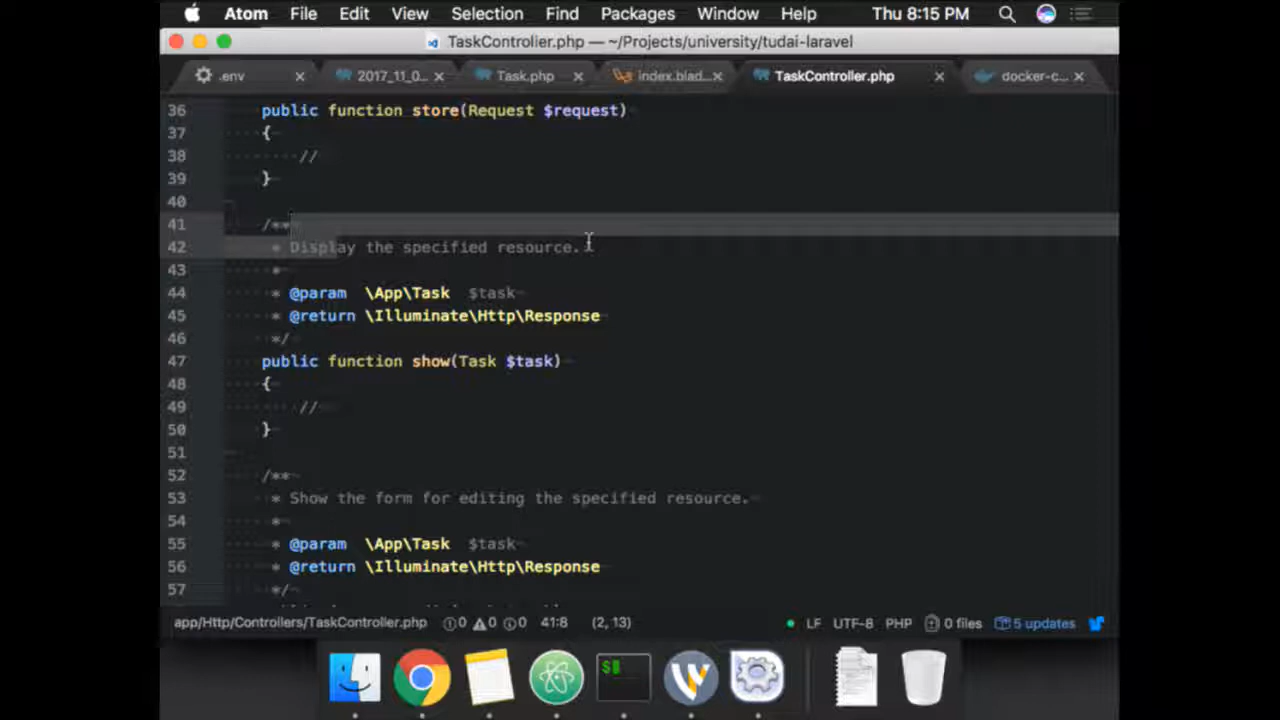 Atom File Edit View Selection Find Packages Window Help Thu 8:15 PM
TaskController.php — ~/Projects/university/tudai-laravel
.env 2017_11_0... Task.php index.blad... TaskController.php docker-c...
36 public function store(Request $request)
37 {
38 //
39 }
40
41 /**
42 * Display the specified resource.
43 *
44 * @param \App\Task $task
45 * @return \Illuminate\Http\Response
46 */
47 public function show(Task $task)
48 {
49 //
50 }
51
52 /**
53 * Show the form for editing the specified resource.
54 *
55 * @param \App\Task $task
56 * @return \Illuminate\Http\Response
57 */
app/Http/Controllers/TaskController.php 0 0 0 41:8 (2, 13) LF UTF-8 PHP 0 files 5 updates
$